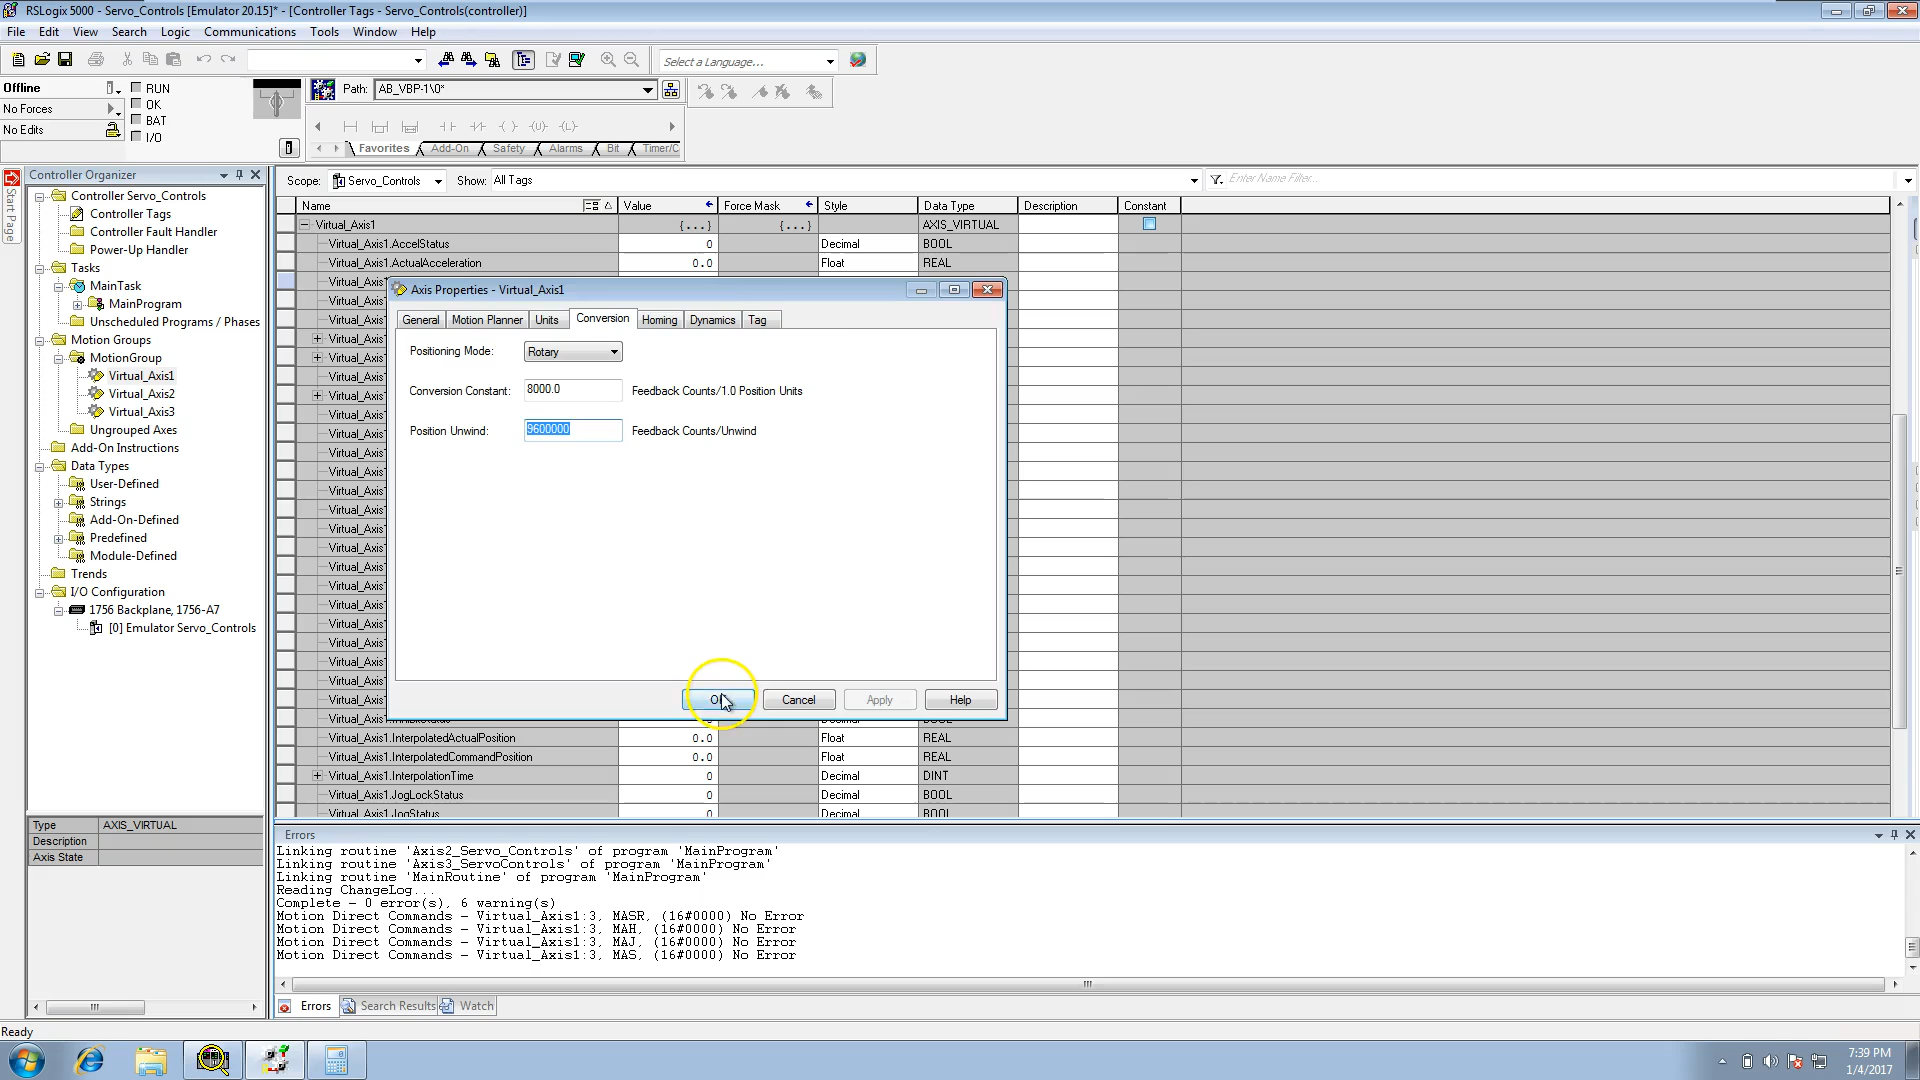 RSLogix 5000 - Servo_Controls [Emulator 20.15]* - [Controller Tags - Servo_Controls(controller)]
File Edit View Search Logic Communications Tools Window Help
Select a Language...
Offline RUN
No Forces OK
No Edits BAT
I/O
Path: AB_VBP-1\0*
Favorites Add-On Safety Alarms Bit Timer/C
Start Page
Controller Organizer
Controller Servo_Controls
Controller Tags
Controller Fault Handler
Power-Up Handler
Tasks
MainTask
MainProgram
Unscheduled Programs / Phases
Motion Groups
MotionGroup
Virtual_Axis1
Virtual_Axis2
Virtual_Axis3
Ungrouped Axes
Add-On Instructions
Data Types
User-Defined
Strings
Add-On-Defined
Predefined
Module-Defined
Trends
I/O Configuration
1756 Backplane, 1756-A7
[0] Emulator Servo_Controls
Type AXIS_VIRTUAL
Description
Axis State
Scope: Servo_Controls Show: All Tags Enter Name Filter...
Name Value Force Mask Style Data Type Description Constant
Virtual_Axis1 {...} {...} AXIS_VIRTUAL
Virtual_Axis1.AccelStatus 0 Decimal BOOL
Virtual_Axis1.ActualAcceleration 0.0 Float REAL
Axis Properties - Virtual_Axis1
General Motion Planner Units Conversion Homing Dynamics Tag
Positioning Mode: Rotary
Conversion Constant: 8000.0 Feedback Counts/1.0 Position Units
Position Unwind: 9600000 Feedback Counts/Unwind
Cancel Apply Help
Virtual_Axis1.InterpolatedActualPosition 0.0 Float REAL
Virtual_Axis1.InterpolatedCommandPosition 0.0 Float REAL
Virtual_Axis1.InterpolationTime 0 Decimal DINT
Virtual_Axis1.JogLockStatus 0 Decimal BOOL
Virtual_Axis1.JogStatus 0 Decimal BOOL
Errors
Linking routine 'Axis2_Servo_Controls' of program 'MainProgram'
Linking routine 'Axis3_ServoControls' of program 'MainProgram'
Linking routine 'MainRoutine' of program 'MainProgram'
Reading ChangeLog...
Complete - 0 error(s), 6 warning(s)
Motion Direct Commands - Virtual_Axis1:3, MASR, (16#0000) No Error
Motion Direct Commands - Virtual_Axis1:3, MAH, (16#0000) No Error
Motion Direct Commands - Virtual_Axis1:3, MAJ, (16#0000) No Error
Motion Direct Commands - Virtual_Axis1:3, MAS, (16#0000) No Error
Errors Search Results Watch
Ready
7:39 PM
1/4/2017